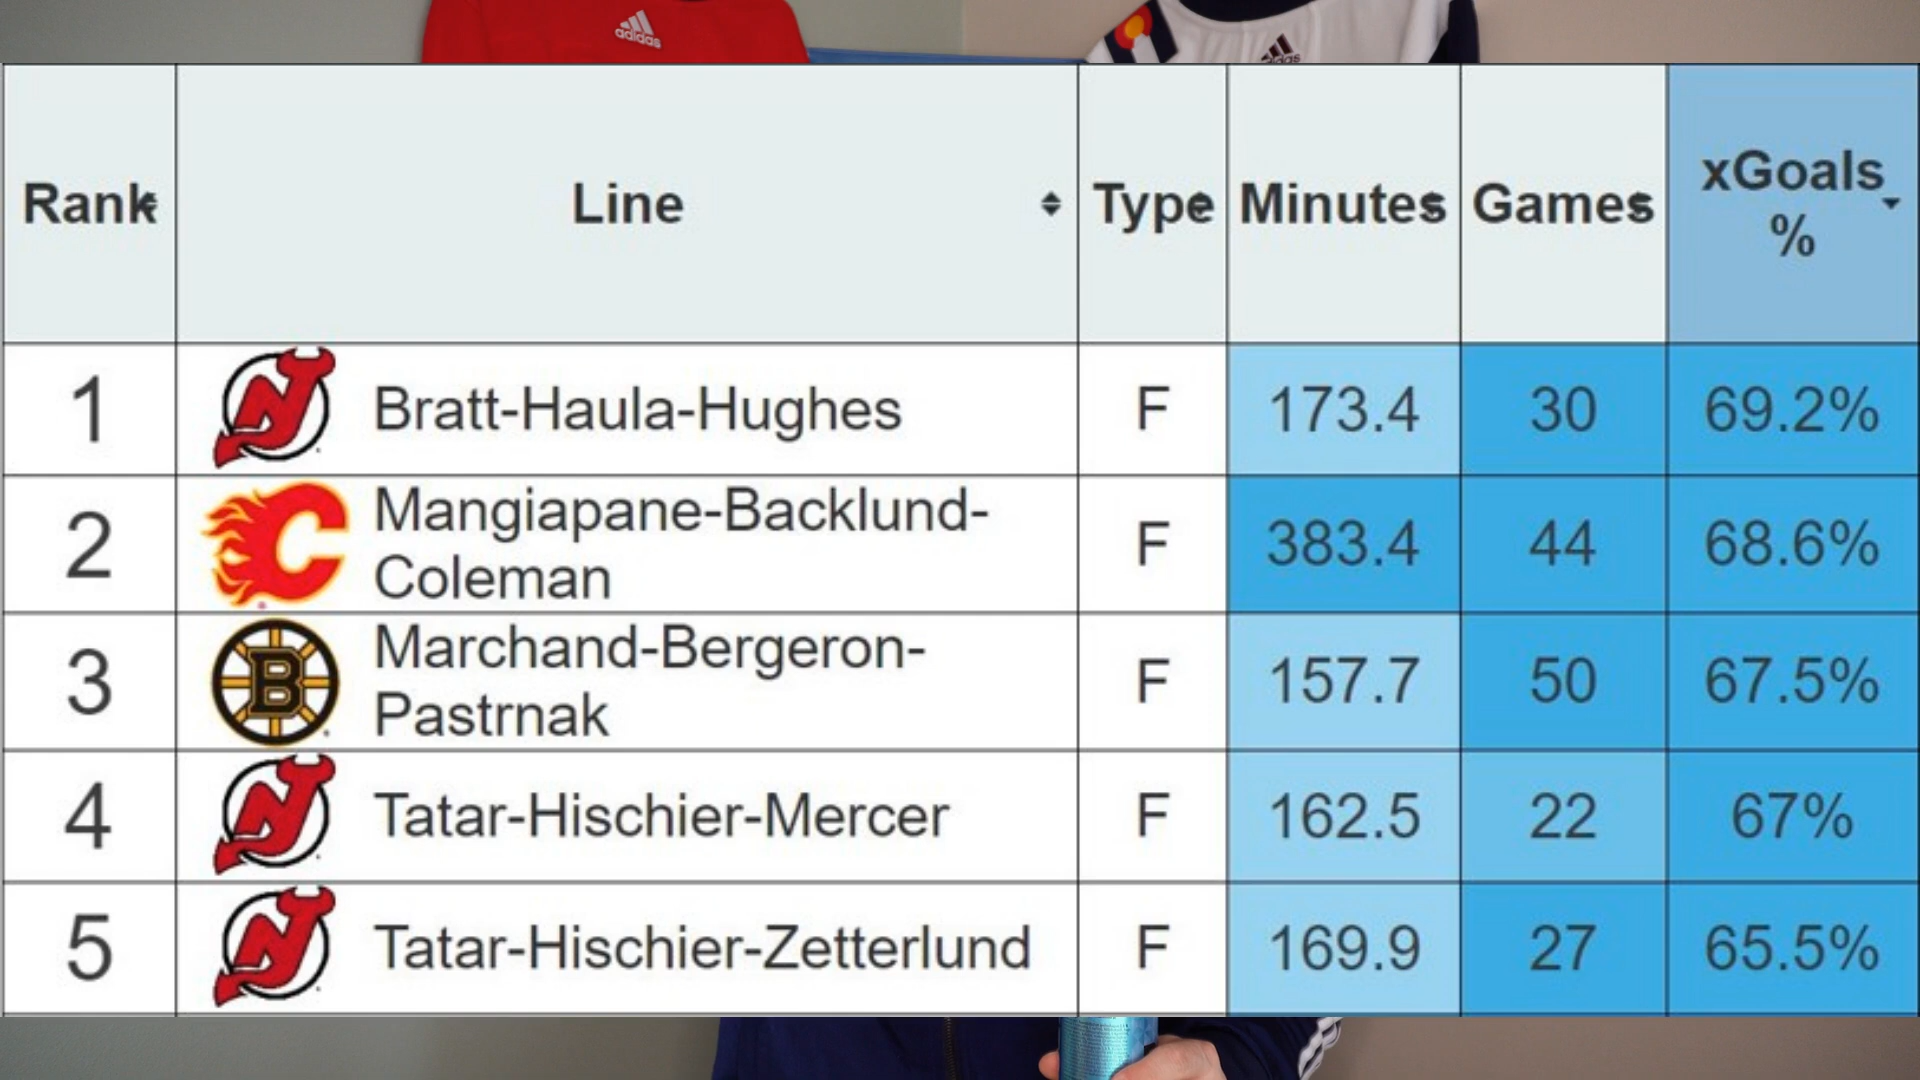 adidas
adidas
Rank Line Type Minutes Games xGoals
%
1 Bratt-Haula-Hughes F 173.4 30 69.2%
2 Mangiapane-Backlund-
Coleman F 383.4 44 68.6%
3 Marchand-Bergeron-
Pastrnak F 157.7 50 67.5%
4 Tatar-Hischier-Mercer F 162.5 22 67%
5 Tatar-Hischier-Zetterlund F 169.9 27 65.5%